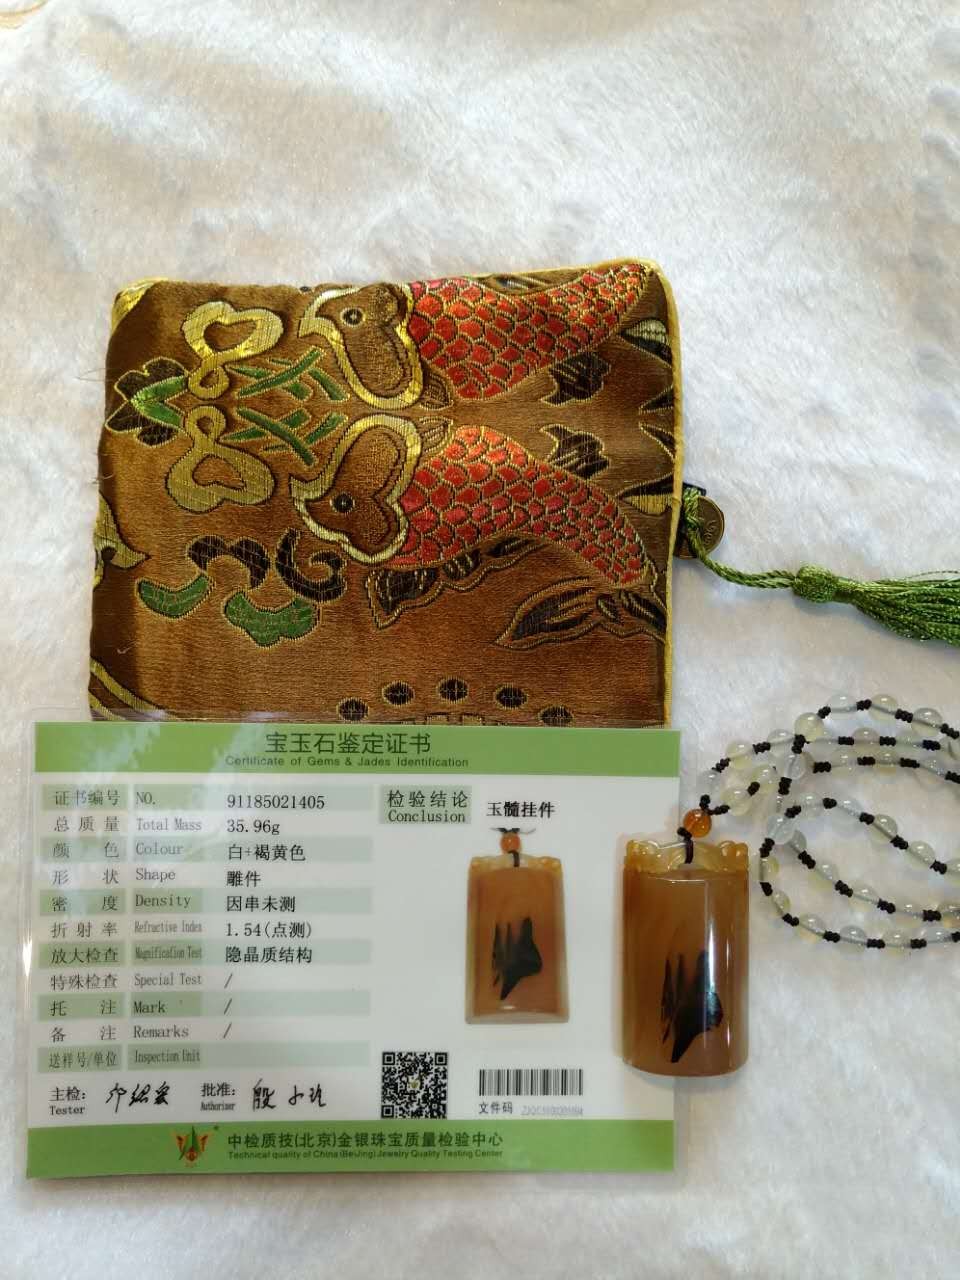 宝玉石鉴定证书
Certificate of Gems & Jades Identification
证书编号 NO. 91185021405
总质量 Total Mass 35.96g
颜色 Colour 白+褐黄色
形状 Shape 雕件
密度 Density 因串未测
折射率 Refractive Index 1.54(点测)
放大检查 Magnification Test 隐晶质结构
特殊检查 Special Test /
托注 Mark /
备注 Remarks /
送样号/单位 Inspection Unit
检验结论 玉髓挂件
Conclusion
主检:
Tester
批准:
Authorizer
文件码
中检质技(北京)金银珠宝质量检验中心
Technical quality of China (BeiJing) Jewelry Quality Testing Center